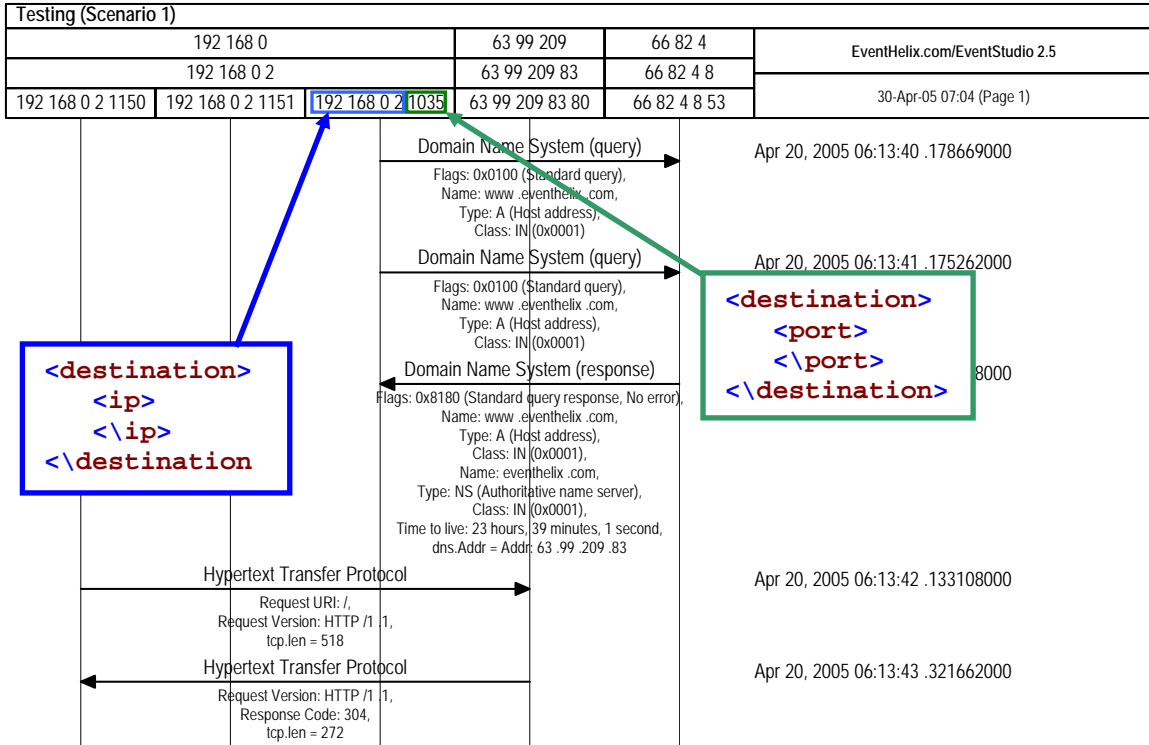 Testing (Scenario 1)
192 168 0
63 99 209
66 82 4
EventHelix.com/EventStudio 2.5
192 168 0 2
63 99 209 83
66 82 4 8
30-Apr-05 07:04 (Page 1)
192 168 0 2 1150
192 168 0 2 1151
192 168 0 2 1035
63 99 209 83 80
66 82 4 8 53
Domain Name System (query)
Apr 20, 2005 06:13:40 .178669000
Flags: 0x0100 (Standard query),
Name: www .eventhelix .com,
Type: A (Host address),
Class: IN (0x0001)
Domain Name System (query)
Apr 20, 2005 06:13:41 .175262000
Flags: 0x0100 (Standard query),
Name: www .eventhelix .com,
Type: A (Host address),
Class: IN (0x0001)
<destination>
<port>
<\port>
<\destination>
<destination>
<ip>
<\ip>
<\destination
Domain Name System (response)
8000
Flags: 0x8180 (Standard query response, No error),
Name: www .eventhelix .com,
Type: A (Host address),
Class: IN (0x0001),
Name: eventhelix .com,
Type: NS (Authoritative name server),
Class: IN (0x0001),
Time to live: 23 hours, 39 minutes, 1 second,
dns.Addr = Addr: 63 .99 .209 .83
Hypertext Transfer Protocol
Apr 20, 2005 06:13:42 .133108000
Request URI: /,
Request Version: HTTP /1 .1,
tcp.len = 518
Hypertext Transfer Protocol
Apr 20, 2005 06:13:43 .321662000
Request Version: HTTP /1 .1,
Response Code: 304,
tcp.len = 272